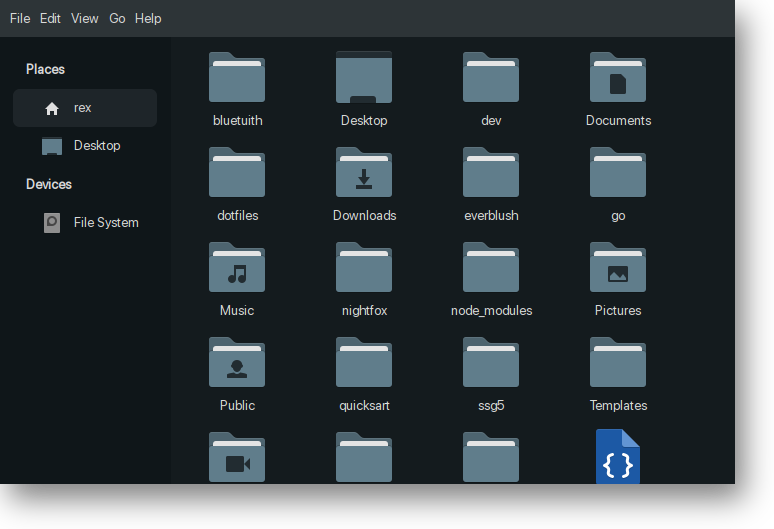 File Edit View Go Help
Places
rex
Desktop
Devices
File System
bluetuith Desktop dev Documents
dotfiles Downloads everblush go
Music nightfox node_modules Pictures
Public quicksart ssg5 Templates
{ }